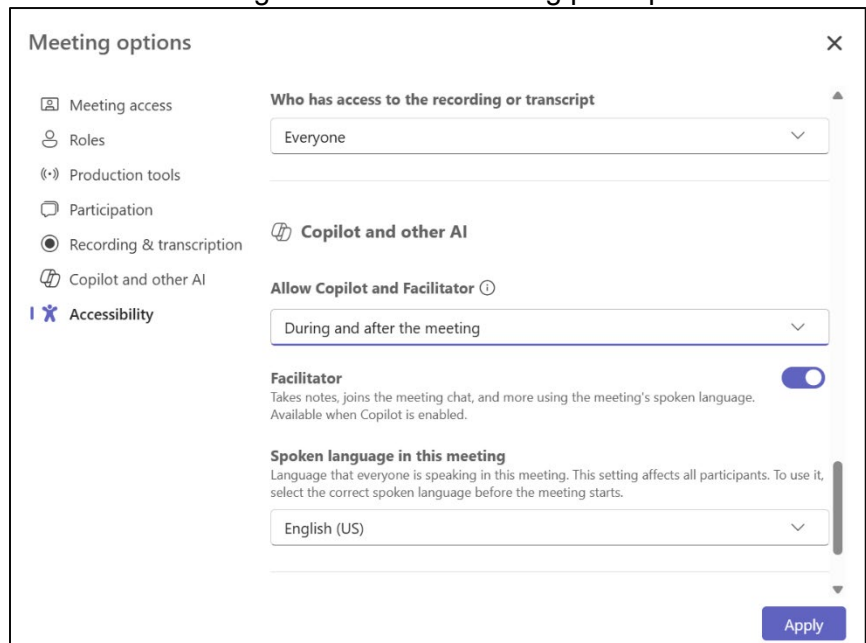 Meeting options
Meeting access
Roles
Production tools
Participation
Recording & transcription
Copilot and other AI
Accessibility
Who has access to the recording or transcript
Everyone
Copilot and other AI
Allow Copilot and Facilitator
During and after the meeting
Facilitator
Takes notes, joins the meeting chat, and more using the meeting's spoken language.
Available when Copilot is enabled.
Spoken language in this meeting
Language that everyone is speaking in this meeting. This setting affects all participants. To use it,
select the correct spoken language before the meeting starts.
English (US)
Apply